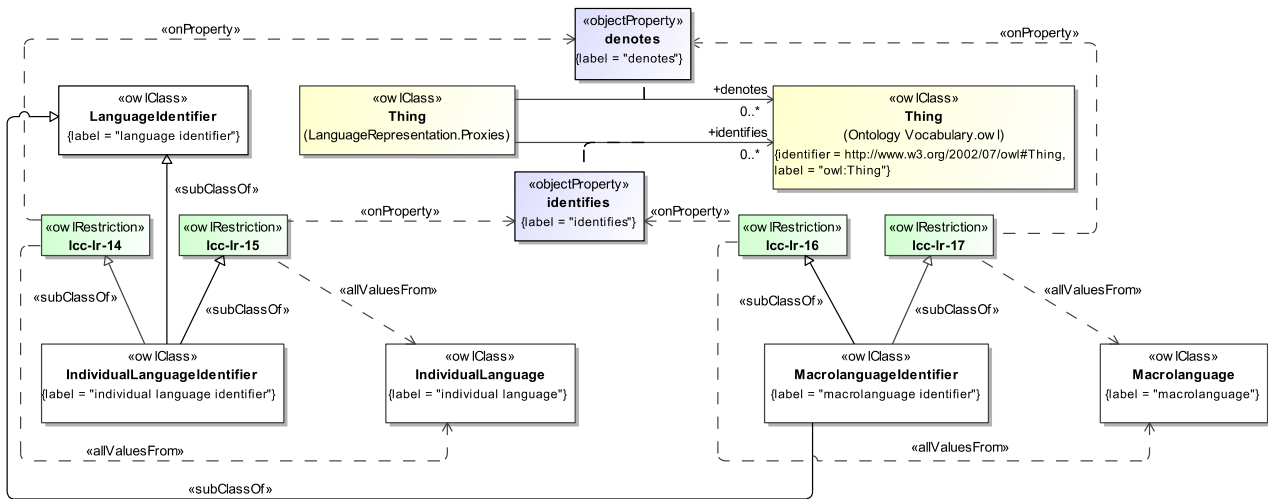 «objectProperty»
denotes
{label = "denotes"}
«onProperty»
«onProperty»
«owlClass»
LanguageIdentifier
{label = "language identifier"}
«owlClass»
Thing
(LanguageRepresentation.Proxies)
+denotes
0..*
+identifies
0..*
«owlClass»
Thing
(Ontology Vocabulary.owl)
{identifier = http://www.w3.org/2002/07/owl#Thing,
label = "owl:Thing"}
«subClassOf»
«objectProperty»
identifies
{label = "identifies"}
«onProperty»
«onProperty»
«owlRestriction»
lcc-lr-14
«owlRestriction»
lcc-lr-15
«owlRestriction»
lcc-lr-16
«owlRestriction»
lcc-lr-17
«subClassOf»
«subClassOf»
«allValuesFrom»
«subClassOf»
«subClassOf»
«allValuesFrom»
«owlClass»
IndividualLanguageIdentifier
{label = "individual language identifier"}
«owlClass»
IndividualLanguage
{label = "individual language"}
«owlClass»
MacrolanguageIdentifier
{label = "macrolanguage identifier"}
«owlClass»
Macrolanguage
{label = "macrolanguage"}
«allValuesFrom»
«allValuesFrom»
«subClassOf»